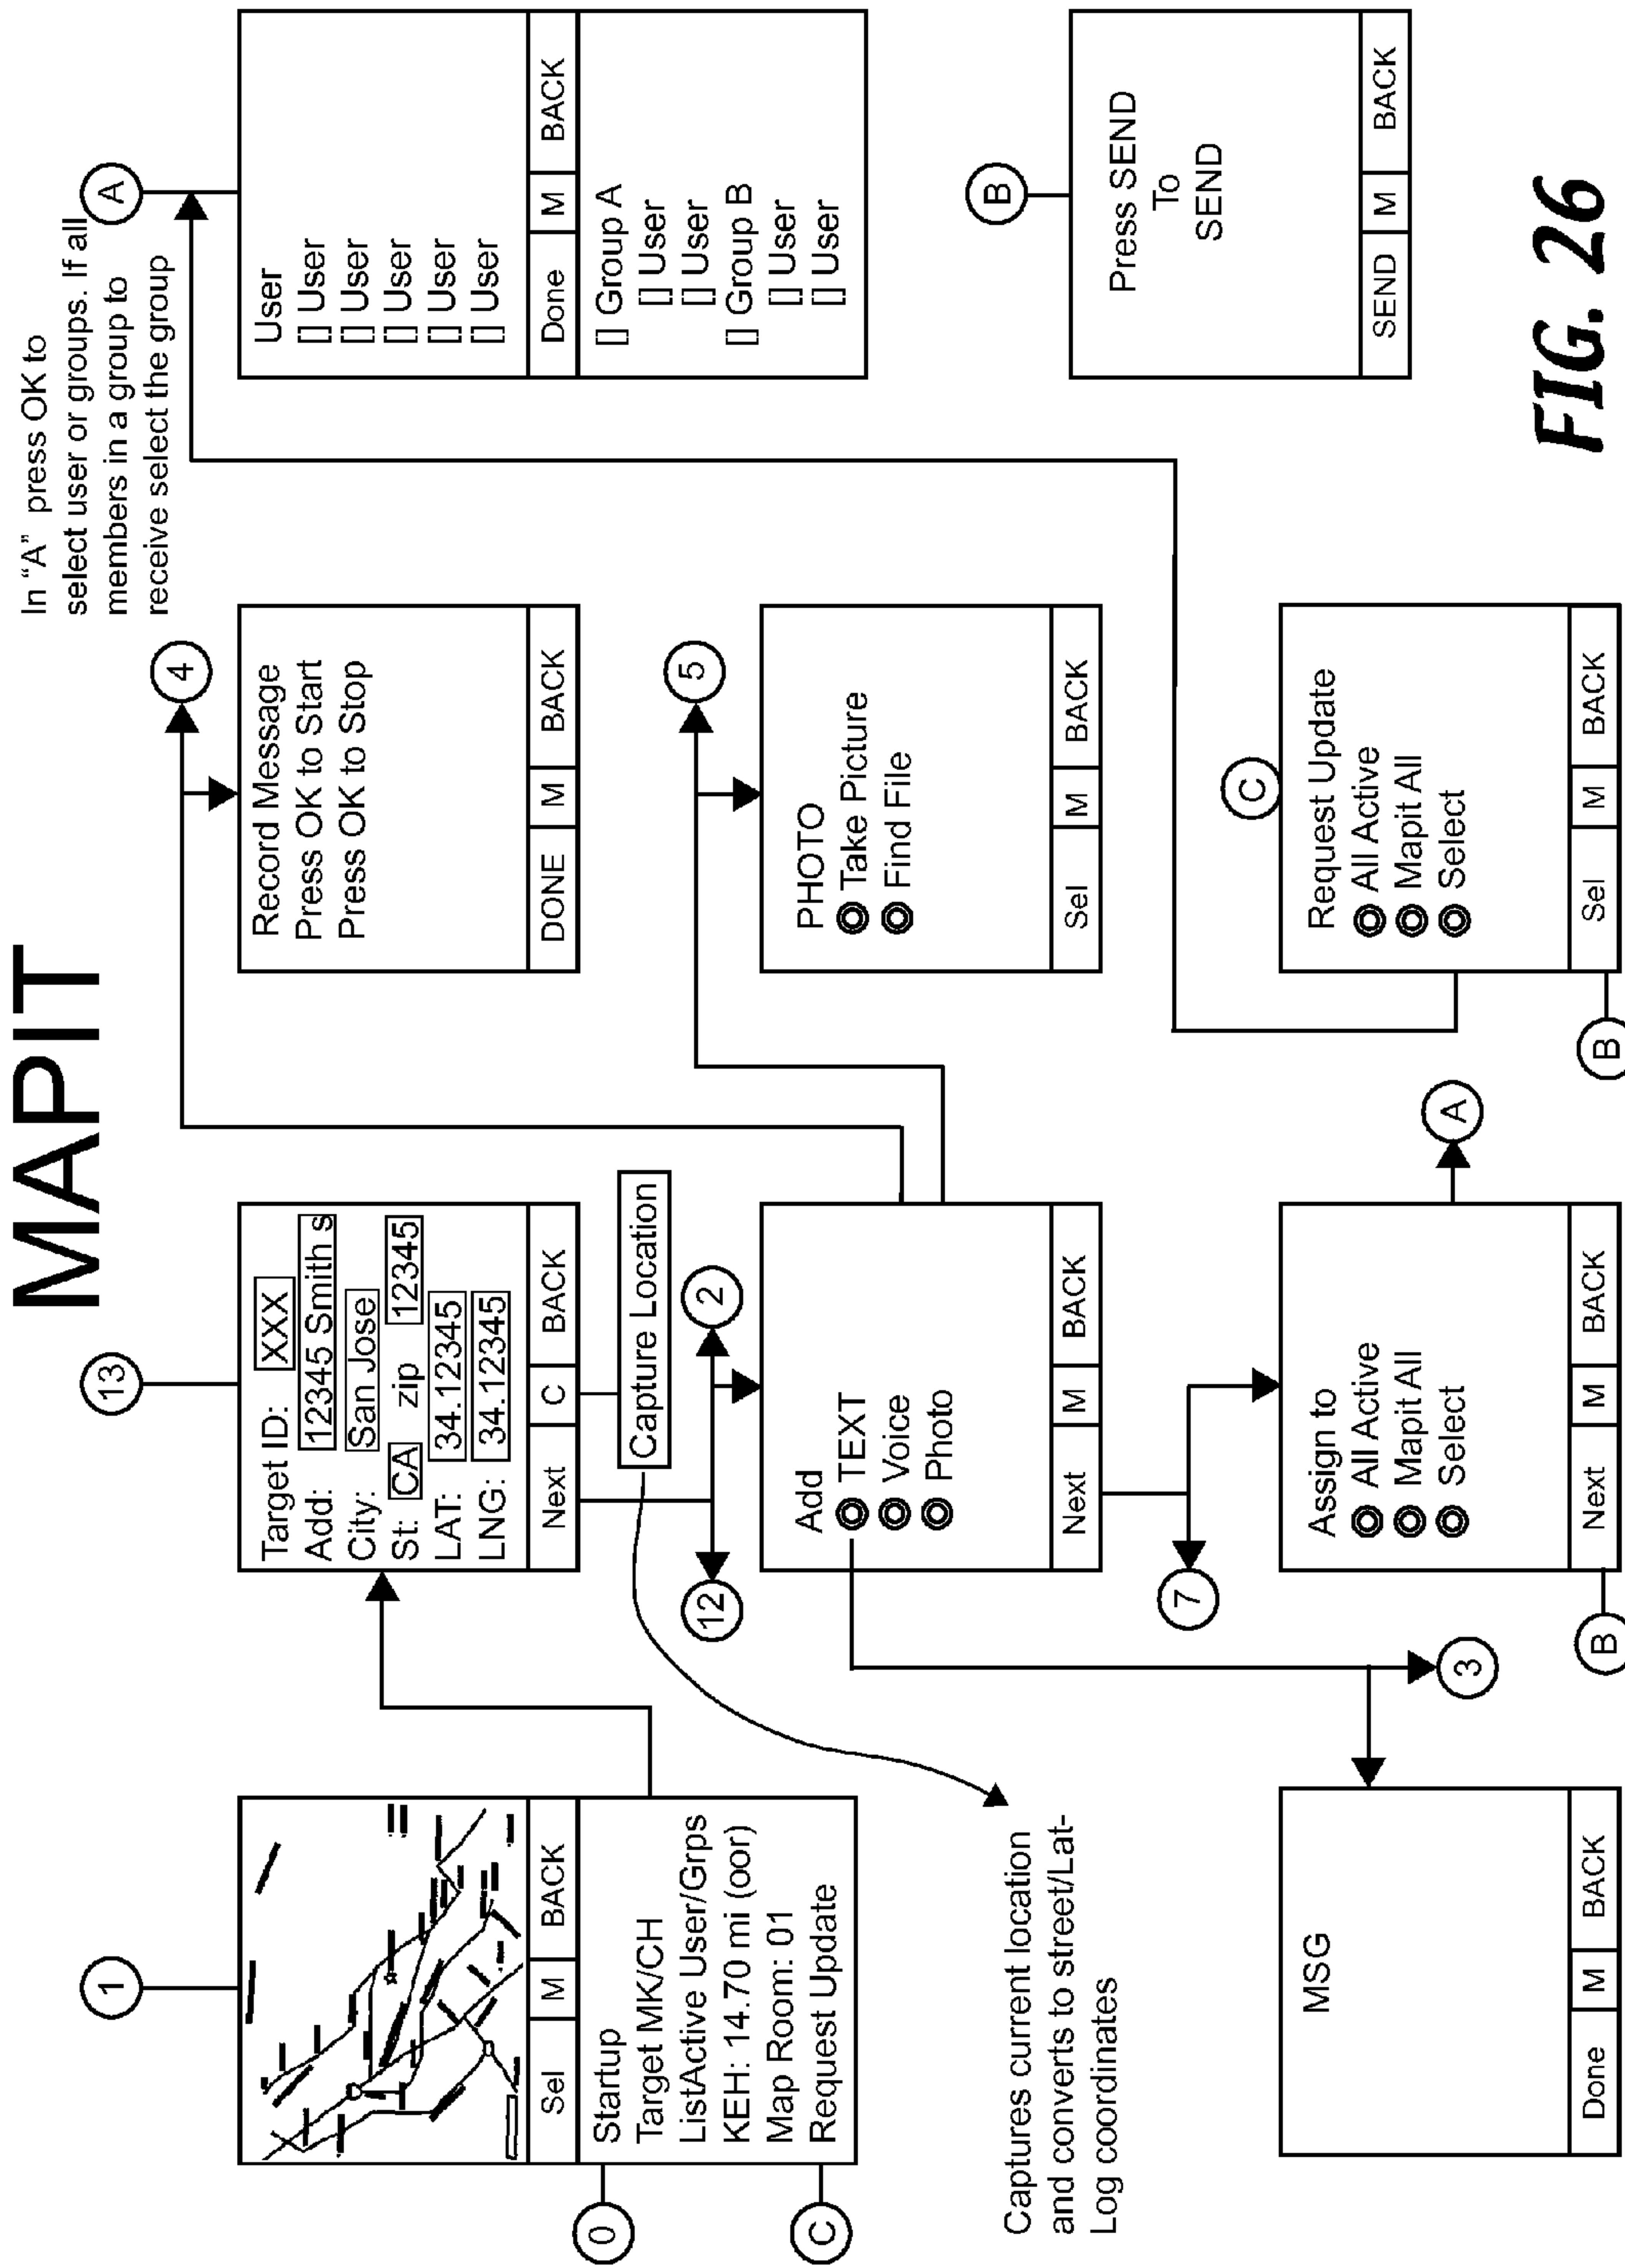 MAPIT
1
Sel M BACK
0
Startup
Target MK/CH
ListActive User/Grps
KEH: 14.70 mi (oor)
Map Room: 01
Request Update
C
Captures current location
and converts to street/Lat-
Log coordinates
MSG
Done M BACK
13
Target ID: XXX
Add: 12345 Smith s
City: San Jose
St: CA zip 12345
LAT: 34.12345
LNG: 34.12345
Next C BACK
Capture Location
12
2
Add
TEXT
Voice
Photo
Next M BACK
7
3
Assign to
All Active
Mapit All
Select
Next M BACK
B
A
4
Record Message
Press OK to Start
Press OK to Stop
DONE M BACK
5
PHOTO
Take Picture
Find File
Sel M BACK
C
Request Update
All Active
Mapit All
Select
Sel M BACK
B
In "A" press OK to
select user or groups. If all
members in a group to
receive select the group
A
User
[] User
[] User
[] User
[] User
[] User
Done M BACK
[] Group A
[] User
[] User
[] Group B
[] User
[] User
B
Press SEND
To
SEND
SEND M BACK
FIG. 26